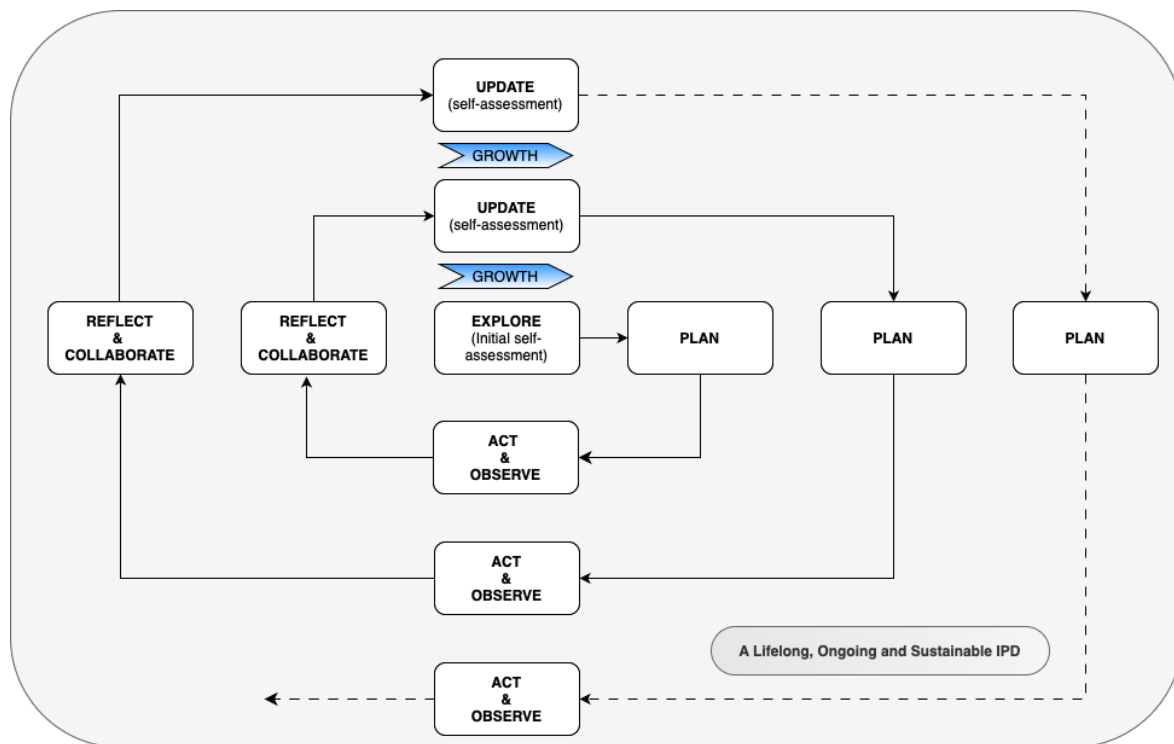 UPDATE
(self-assessment)
GROWTH
UPDATE
(self-assessment)
GROWTH
REFLECT
&
COLLABORATE
REFLECT
&
COLLABORATE
EXPLORE
(Initial self-
assessment)
PLAN
PLAN
PLAN
ACT
&
OBSERVE
ACT
&
OBSERVE
A Lifelong, Ongoing and Sustainable IPD
ACT
&
OBSERVE